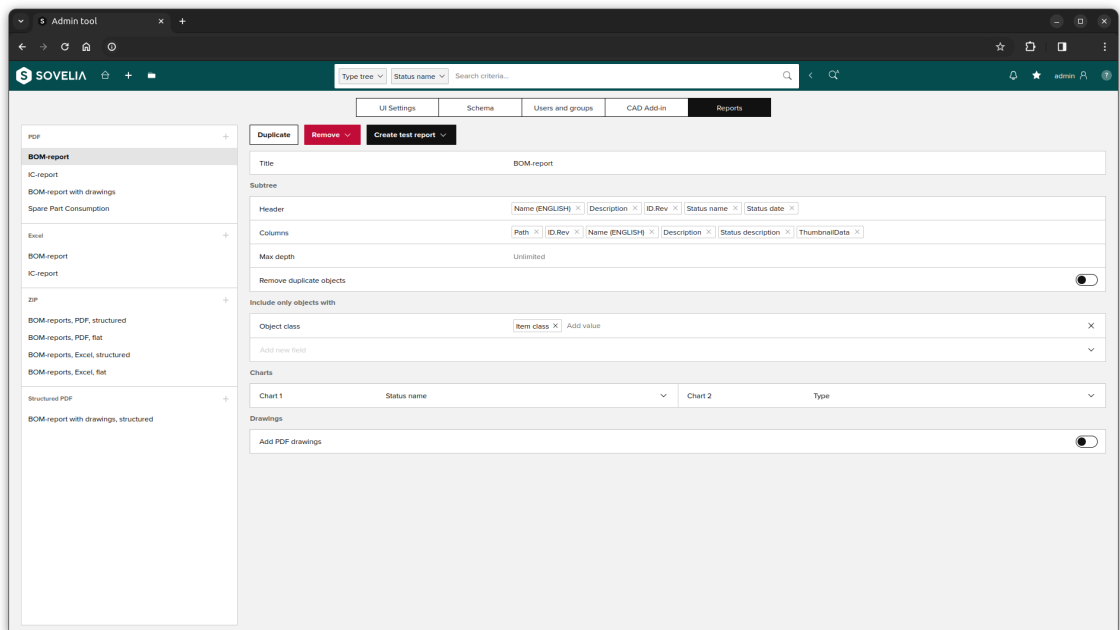 Admin tool
SOVELIA
Type tree
Status name
Search criteria...
admin
UI Settings
Schema
Users and groups
CAD Add-in
Reports
PDF
BOM-report
IC-report
BOM-report with drawings
Spare Part Consumption
Excel
BOM-report
IC-report
ZIP
BOM-reports, PDF, structured
BOM-reports, PDF, flat
BOM-reports, Excel, structured
BOM-reports, Excel, flat
Structured PDF
BOM-report with drawings, structured
Duplicate
Remove
Create test report
Title BOM-report
Subtree
Header Name (ENGLISH) Description ID.Rev Status name Status date
Columns Path ID.Rev Name (ENGLISH) Description Status description ThumbnailData
Max depth Unlimited
Remove duplicate objects
Include only objects with
Object class Item class Add value
Add new field
Charts
Chart 1 Status name Chart 2 Type
Drawings
Add PDF drawings